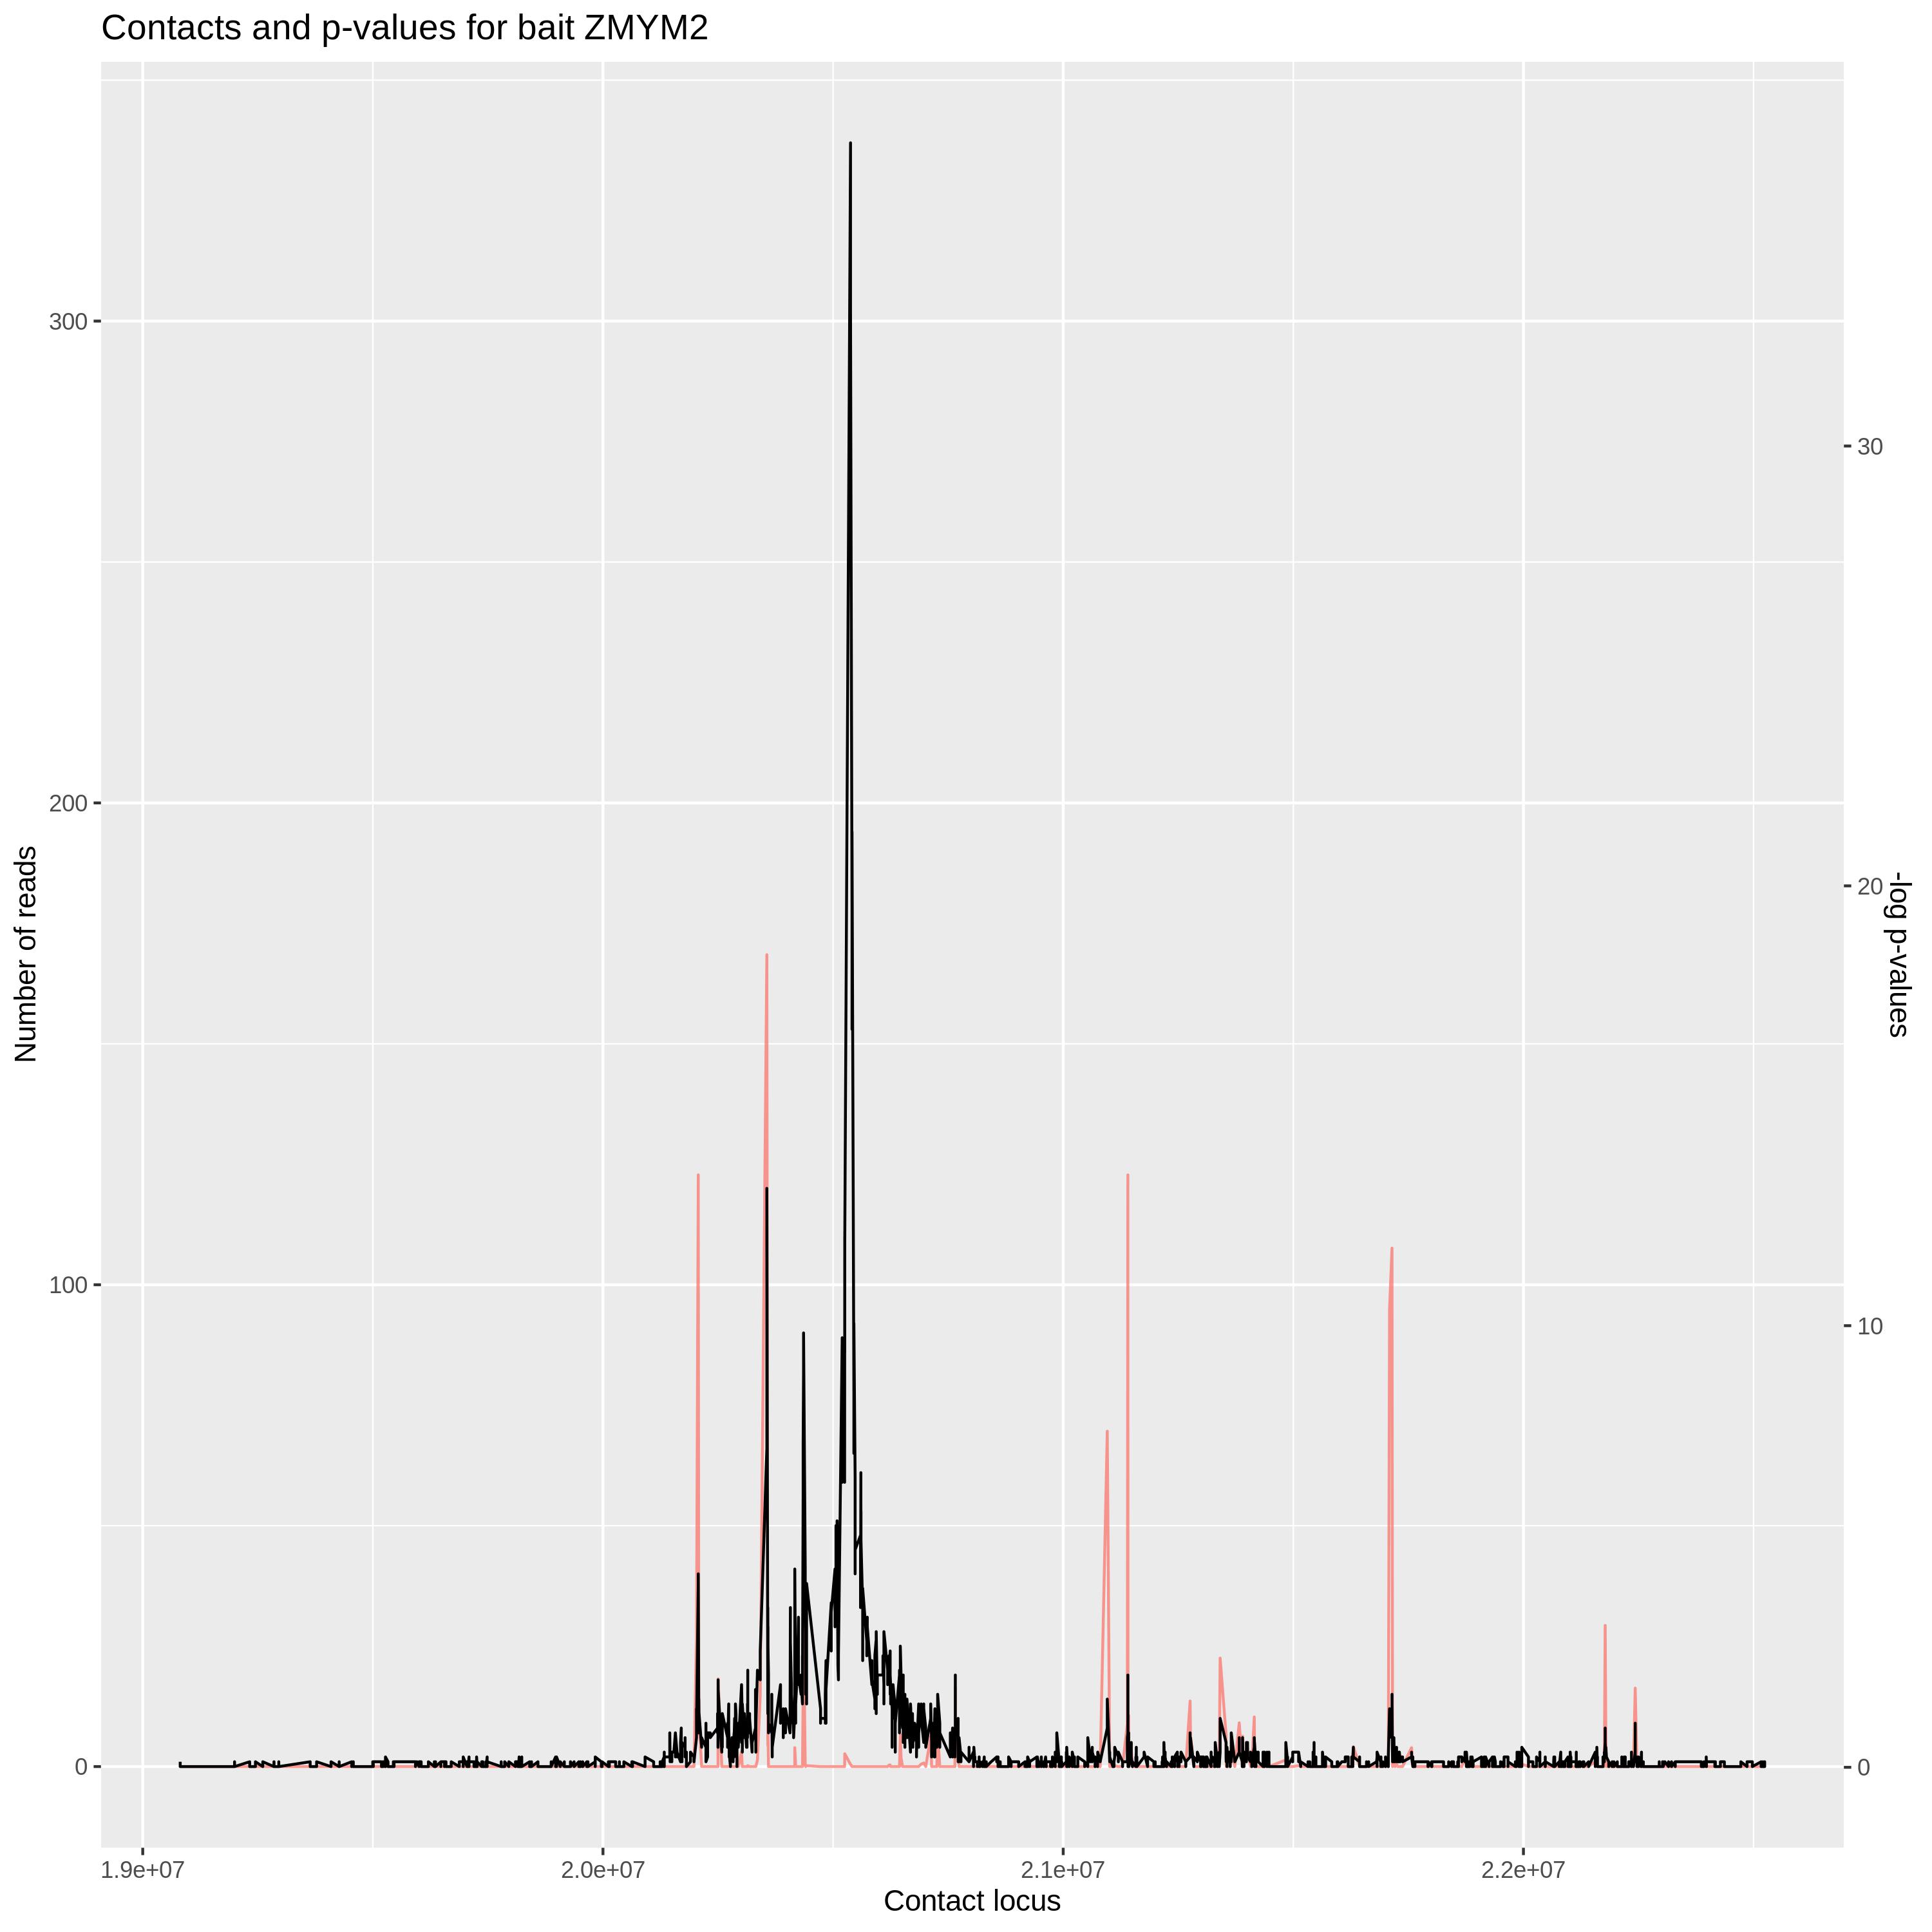 Contacts and p-values for bait ZMYM2
300
200
100
0
Number of reads
30
20
10
0
-log p-values
1.9e+07
2.0e+07
2.1e+07
2.2e+07
Contact locus